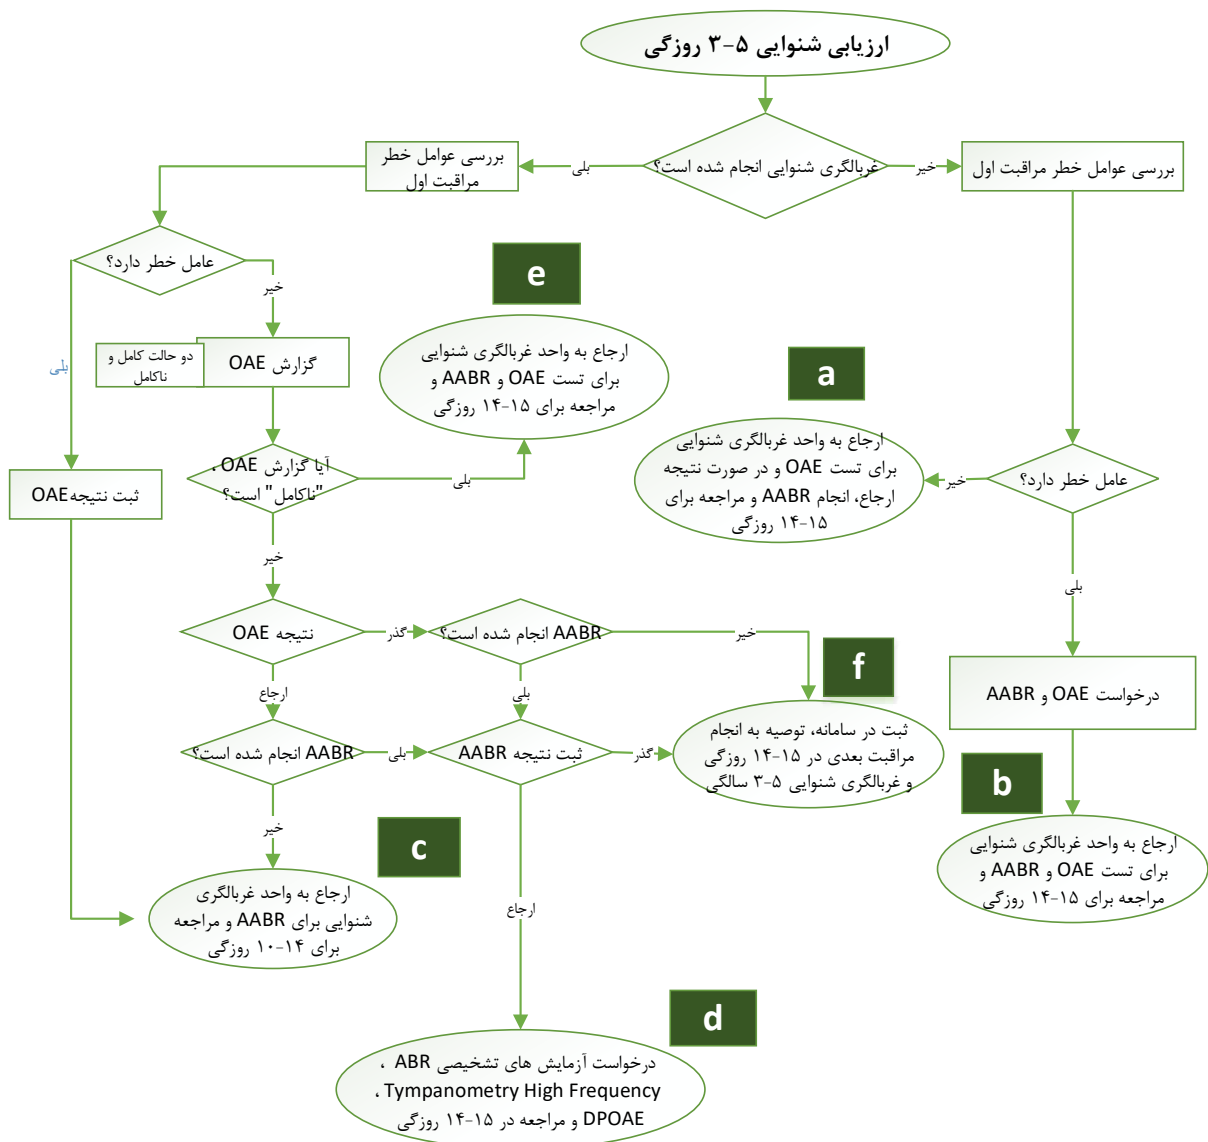 ارزیابی شنوایی ۵-۳ روزگی
غربالگری شنوایی انجام شده است؟
خیر
بلی
بررسی عوامل خطر مراقبت اول
بررسی عوامل خطر
مراقبت اول
عامل خطر دارد؟
خیر
بلی
e
ارجاع به واحد غربالگری شنوایی
برای تست OAE و AABR و
مراجعه برای ۱۵-۱۴ روزگی
گزارش OAE
دو حالت کامل و
ناکامل
a
ارجاع به واحد غربالگری شنوایی
برای تست OAE و در صورت نتیجه
ارجاع، انجام AABR و مراجعه برای
۱۴-۱۵ روزگی
عامل خطر دارد؟
خیر
بلی
آیا گزارش OAE ،
"ناکامل" است؟
بلی
خیر
ثبت نتیجه OAE
نتیجه OAE
گذر
ارجاع
AABR انجام شده است؟
خیر
بلی
f
ثبت در سامانه، توصیه به انجام
مراقبت بعدی در ۱۵-۱۴ روزگی
و غربالگری شنوایی ۵-۳ سالگی
درخواست OAE و AABR
AABR انجام شده است؟
بلی
خیر
ثبت نتیجه AABR
گذر
ارجاع
b
ارجاع به واحد غربالگری شنوایی
برای تست OAE و AABR و
مراجعه برای ۱۵-۱۴ روزگی
c
ارجاع به واحد غربالگری
شنوایی برای AABR و مراجعه
برای ۱۴-۱۰ روزگی
d
درخواست آزمایش های تشخیصی ABR ،
Tympanometry High Frequency ،
DPOAE و مراجعه در ۱۵-۱۴ روزگی